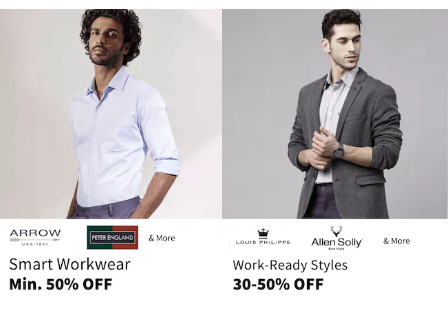 ARROW
USA · 1851
PETER ENGLAND
& More
Smart Workwear
Min. 50% OFF
LOUIS PHILIPPE
Allen Solly
& More
Work-Ready Styles
30-50% OFF